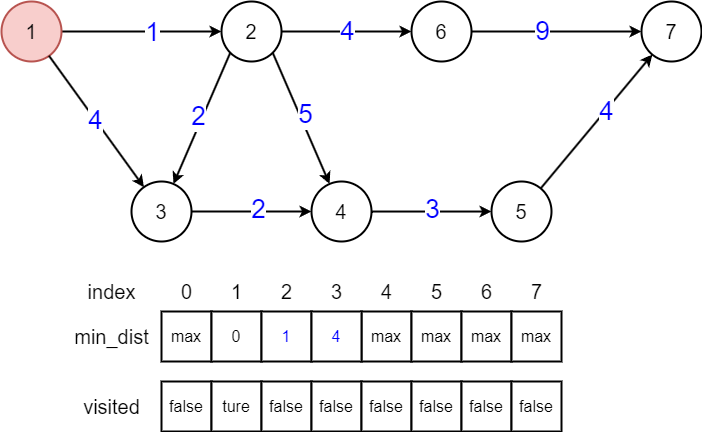 1 1 2 4 6 9 7
4 2 5 4
3 2 4 3 5
index 0 1 2 3 4 5 6 7
min_dist max 0 1 4 max max max max
visited false ture false false false false false false